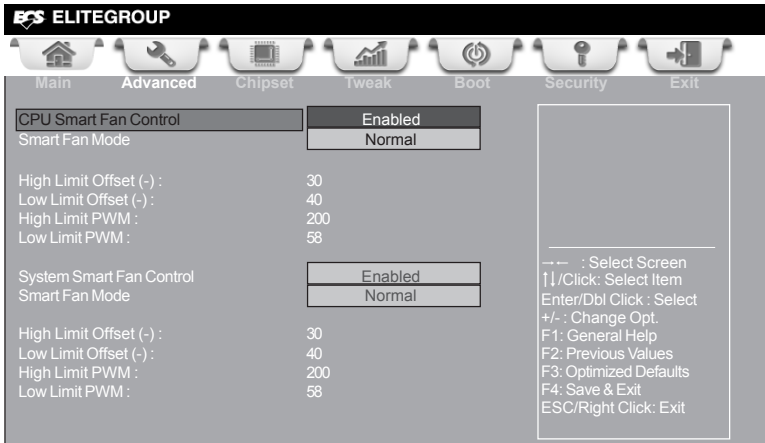 ECS ELITEGROUP
Main Advanced Chipset Tweak Boot Security Exit
CPU Smart Fan Control Enabled
Smart Fan Mode Normal
High Limit Offset (-) : 30
Low Limit Offset (-) : 40
High Limit PWM : 200
Low Limit PWM : 58
System Smart Fan Control Enabled
Smart Fan Mode Normal
High Limit Offset (-) : 30
Low Limit Offset (-) : 40
High Limit PWM : 200
Low Limit PWM : 58
→← : Select Screen
↑↓/Click: Select Item
Enter/Dbl Click : Select
+/- : Change Opt.
F1: General Help
F2: Previous Values
F3: Optimized Defaults
F4: Save & Exit
ESC/Right Click: Exit